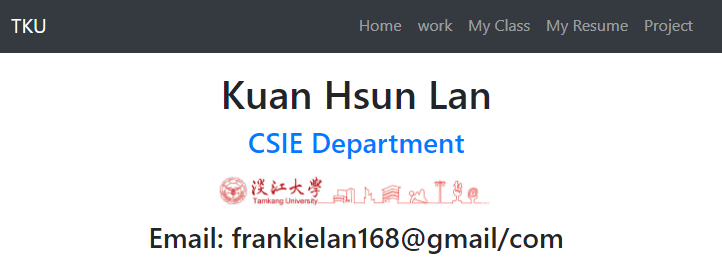 TKU Home work My Class My Resume Project
Kuan Hsun Lan
CSIE Department
淡江大學
Tamkang University
Email: frankielan168@gmail/com